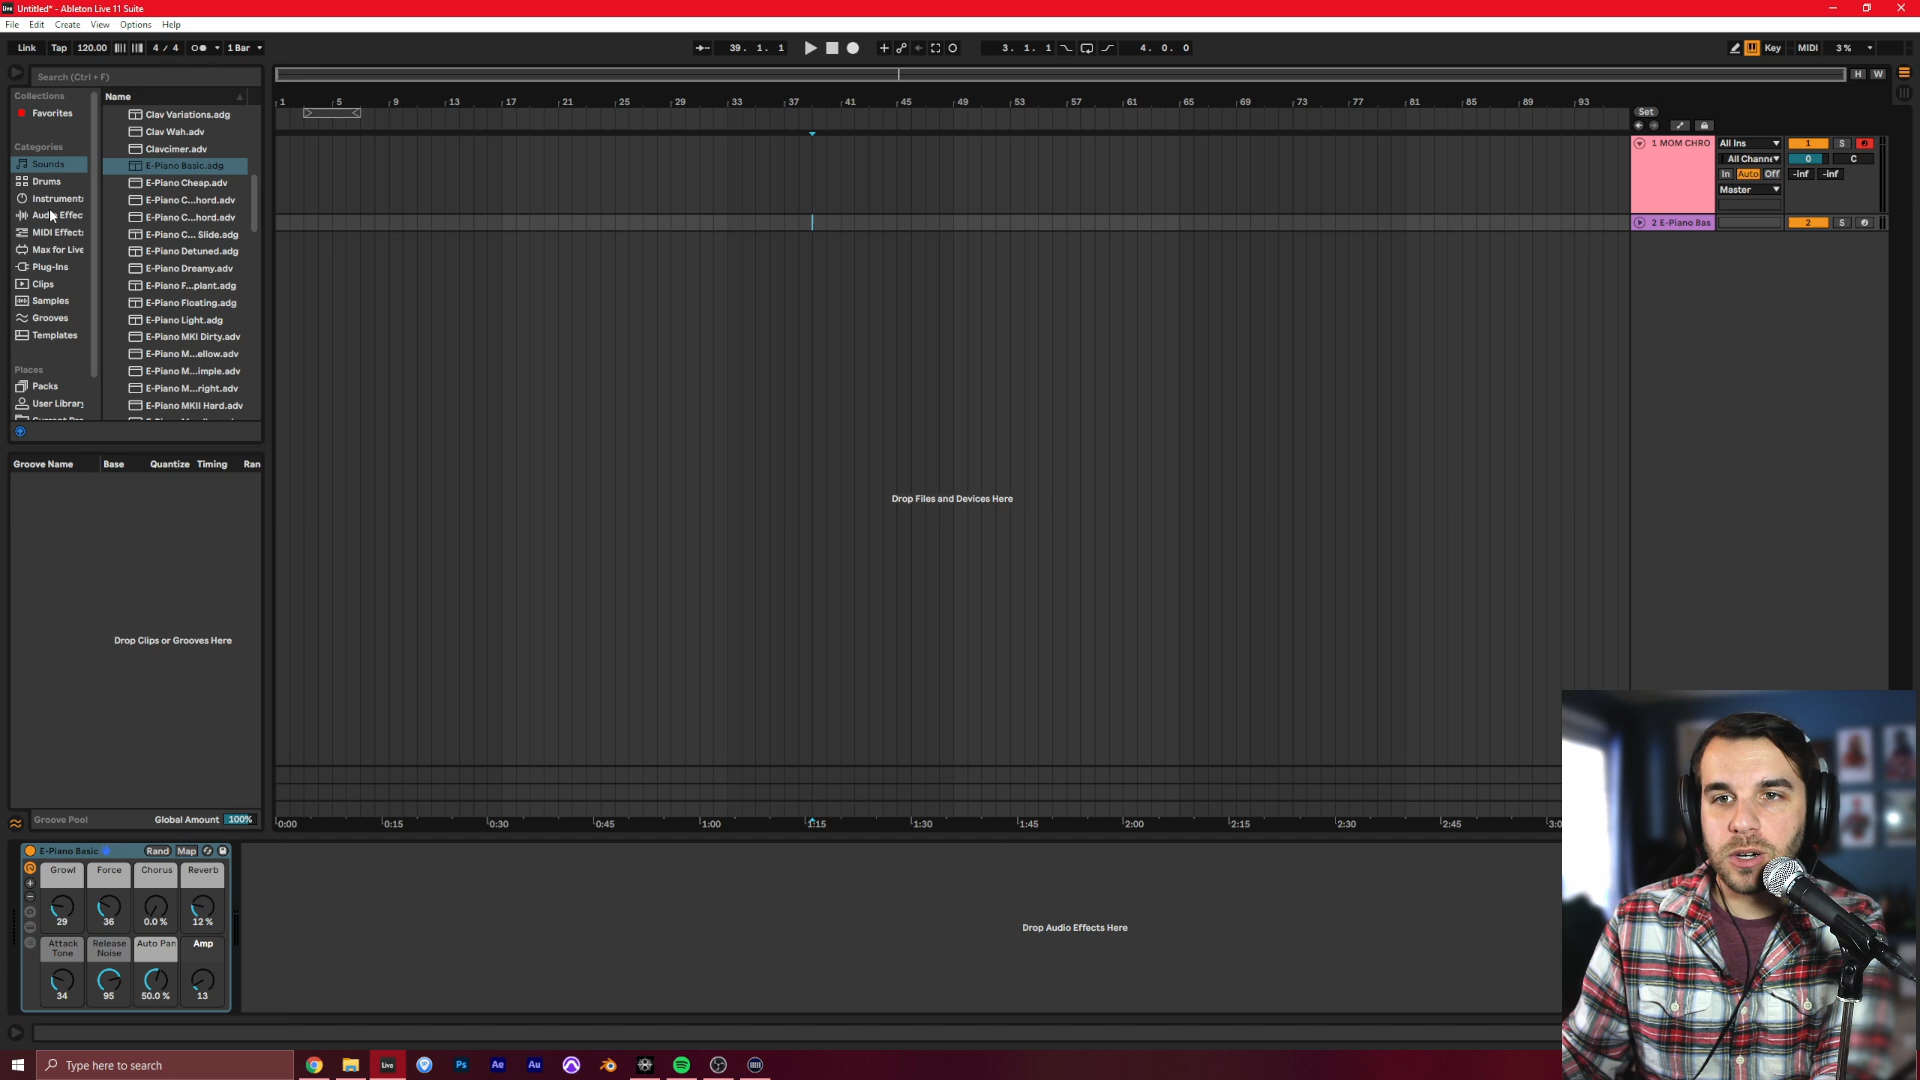 Untitled* - Ableton Live 11 Suite
File Edit Create View Options Help
Link Tap 120.00 4 / 4 1 Bar 39. 1. 1 3. 1. 1 4. 0. 0 Key MIDI 3 %
Search (Ctrl + F)
H W
Collections
Favorites
Categories
Sounds
Drums
Instrument
Audio Effec
MIDI Effect
Max for Live
Plug-Ins
Clips
Samples
Grooves
Templates
Places
Packs
User Library
Name
Clav Variations.adg
Clav Wah.adv
Clavcimer.adv
E-Piano Basic.adg
E-Piano Cheap.adv
E-Piano C...hord.adv
E-Piano C...hord.adv
E-Piano C... Slide.adg
E-Piano Detuned.adg
E-Piano Dreamy.adv
E-Piano F...plant.adg
E-Piano Floating.adg
E-Piano Light.adg
E-Piano MKI Dirty.adv
E-Piano M...ellow.adv
E-Piano M...imple.adv
E-Piano M...right.adv
E-Piano MKII Hard.adv
1 5 9 13 17 21 25 29 33 37 41 45 49 53 57 61 65 69 73 77 81 85 89 93
Set
1 MOM CHRO All Ins 1 S
All Channe 0 C
In Auto Off -inf -inf
Master
2 E-Piano Bas 2 S
Drop Files and Devices Here
Groove Name Base Quantize Timing Ran
Drop Clips or Grooves Here
Groove Pool Global Amount 100%
0:00 0:15 0:30 0:45 1:00 1:15 1:30 1:45 2:00 2:15 2:30 2:45 3:0
E-Piano Basic Rand Map
Growl Force Chorus Reverb
29 36 0.0 % 12 %
Attack Tone Release Noise Auto Pan Amp
34 95 50.0 % 13
Drop Audio Effects Here
Type here to search
Live Ps Ae Au